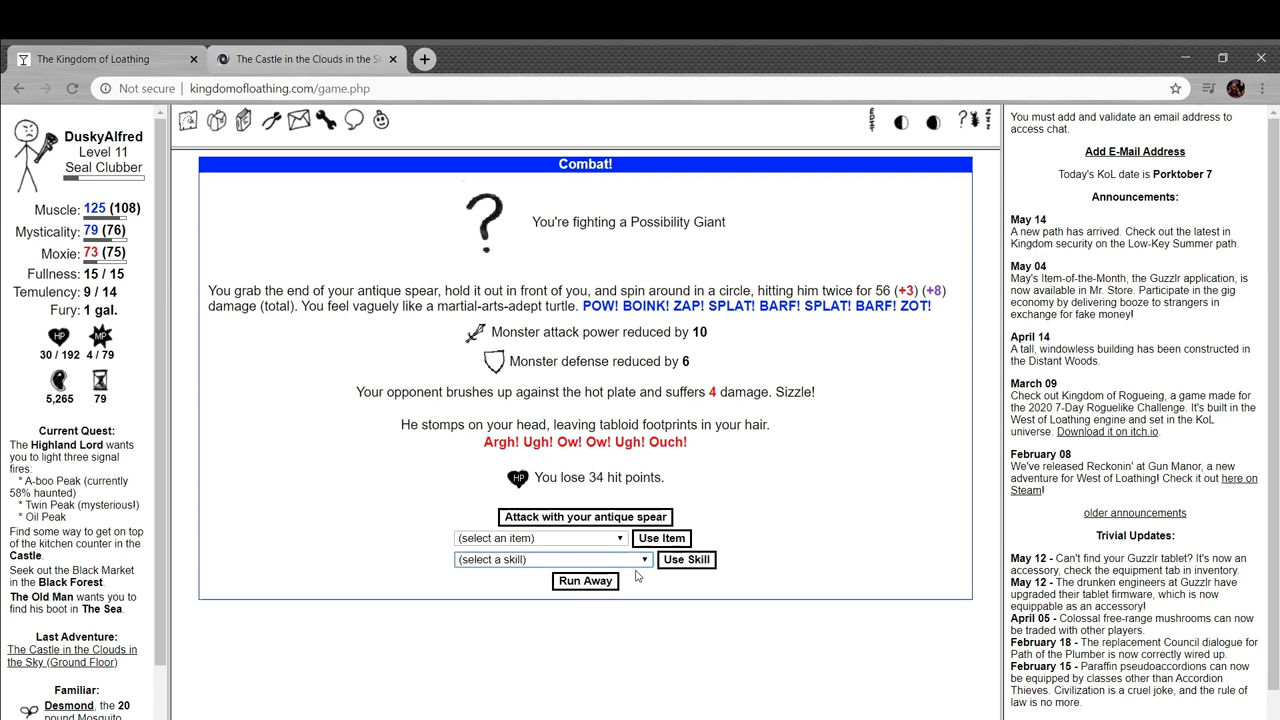 The Kingdom of Loathing
The Castle in the Clouds in the S
Not secure | kingdomofloathing.com/game.php
DuskyAlfred
Level 11
Seal Clubber
Muscle: 125 (108)
Mysticality: 79 (76)
Moxie: 73 (75)
Fullness: 15 / 15
Temulency: 9 / 14
Fury: 1 gal.
HP MP
30 / 192 4 / 79
5,265 79
Current Quest:
The Highland Lord wants
you to light three signal
fires:
* A-boo Peak (currently
58% haunted)
* Twin Peak (mysterious!)
* Oil Peak
Find some way to get on top
of the kitchen counter in the
Castle.
Seek out the Black Market
in the Black Forest.
The Old Man wants you to
find his boot in The Sea.
Last Adventure:
The Castle in the Clouds in
the Sky (Ground Floor)
Familiar:
Desmond, the 20
pound Mosquito
Combat!
? You're fighting a Possibility Giant
You grab the end of your antique spear, hold it out in front of you, and spin around in a circle, hitting him twice for 56 (+3) (+8)
damage (total). You feel vaguely like a martial-arts-adept turtle. POW! BOINK! ZAP! SPLAT! BARF! SPLAT! BARF! ZOT!
Monster attack power reduced by 10
Monster defense reduced by 6
Your opponent brushes up against the hot plate and suffers 4 damage. Sizzle!
He stomps on your head, leaving tabloid footprints in your hair.
Argh! Ugh! Ow! Ow! Ugh! Ouch!
HP You lose 34 hit points.
Attack with your antique spear
(select an item) Use Item
(select a skill) Use Skill
Run Away
You must add and validate an email address to
access chat.
Add E-Mail Address
Today's KoL date is Porktober 7
Announcements:
May 14
A new path has arrived. Check out the latest in
Kingdom security on the Low-Key Summer path.
May 04
May's Item-of-the-Month, the Guzzlr application, is
now available in Mr. Store. Participate in the gig
economy by delivering booze to strangers in
exchange for fake money!
April 14
A tall, windowless building has been constructed in
the Distant Woods.
March 09
Check out Kingdom of Rogueing, a game made for
the 2020 7-Day Roguelike Challenge. It's built in the
West of Loathing engine and set in the KoL
universe. Download it on itch.io.
February 08
We've released Reckonin' at Gun Manor, a new
adventure for West of Loathing! Check it out here on
Steam!
older announcements
Trivial Updates:
May 12 - Can't find your Guzzlr tablet? It's now an
accessory, check the equipment tab in inventory.
May 12 - The drunken engineers at Guzzlr have
upgraded their tablet firmware, which is now
equippable as an accessory!
April 05 - Colossal free-range mushrooms can now
be traded with other players.
February 18 - The replacement Council dialogue for
Path of the Plumber is now correctly wired up.
February 15 - Paraffin pseudoaccordions can now
be equipped by classes other than Accordion
Thieves. Civilization is a cruel joke, and the rule of
law is no more.